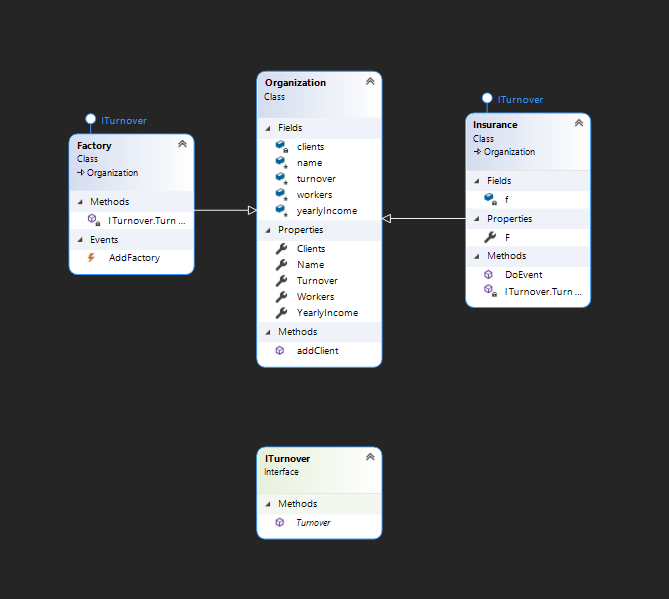 ITurnover
Factory
Class
Organization
Methods
ITurnover.Turn ...
Events
AddFactory
Organization
Class
Fields
clients
name
turnover
workers
yearlyIncome
Properties
Clients
Name
Turnover
Workers
YearlyIncome
Methods
addClient
ITurnover
Insurance
Class
Organization
Fields
f
Properties
F
Methods
DoEvent
ITurnover.Turn ...
ITurnover
Interface
Methods
Turnover